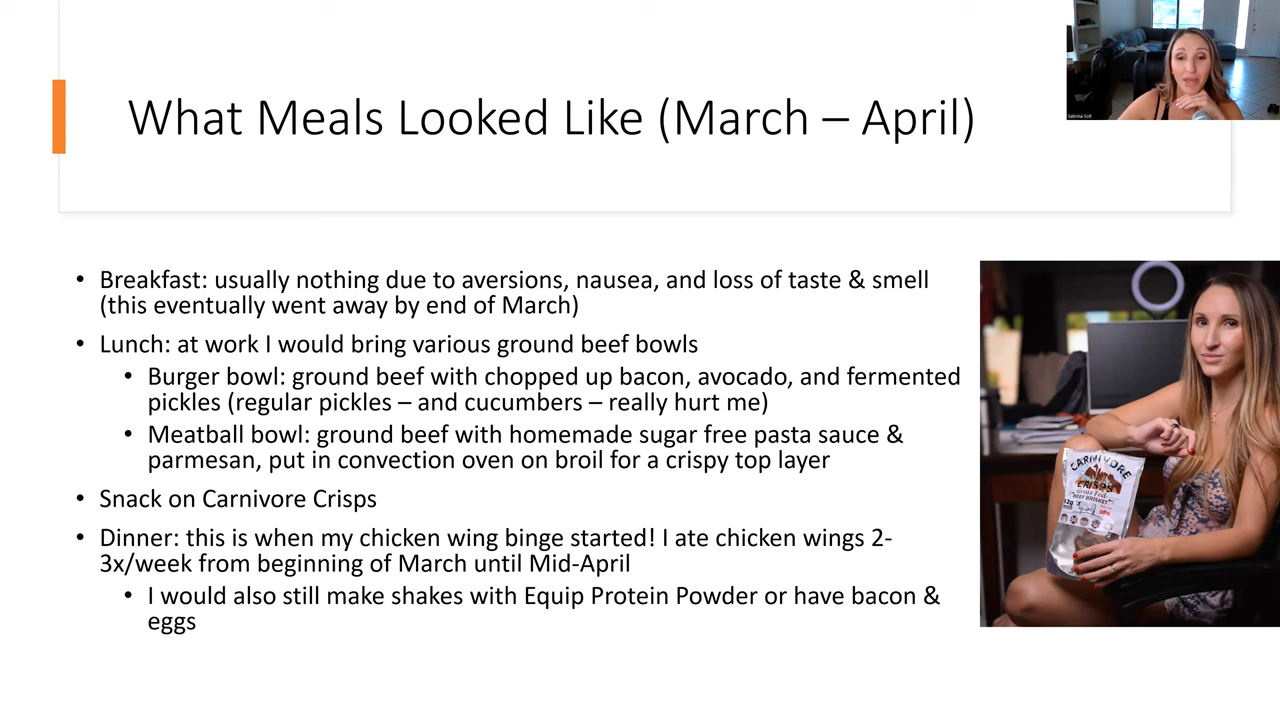 What Meals Looked Like (March – April)
Sabrina Solt
• Breakfast: usually nothing due to aversions, nausea, and loss of taste & smell
(this eventually went away by end of March)
• Lunch: at work I would bring various ground beef bowls
• Burger bowl: ground beef with chopped up bacon, avocado, and fermented
pickles (regular pickles – and cucumbers – really hurt me)
• Meatball bowl: ground beef with homemade sugar free pasta sauce &
parmesan, put in convection oven on broil for a crispy top layer
• Snack on Carnivore Crisps
• Dinner: this is when my chicken wing binge started! I ate chicken wings 2-
3x/week from beginning of March until Mid-April
• I would also still make shakes with Equip Protein Powder or have bacon &
eggs
CARNIVORE
CRISPS
Grass Fed
BEEF BRISKET